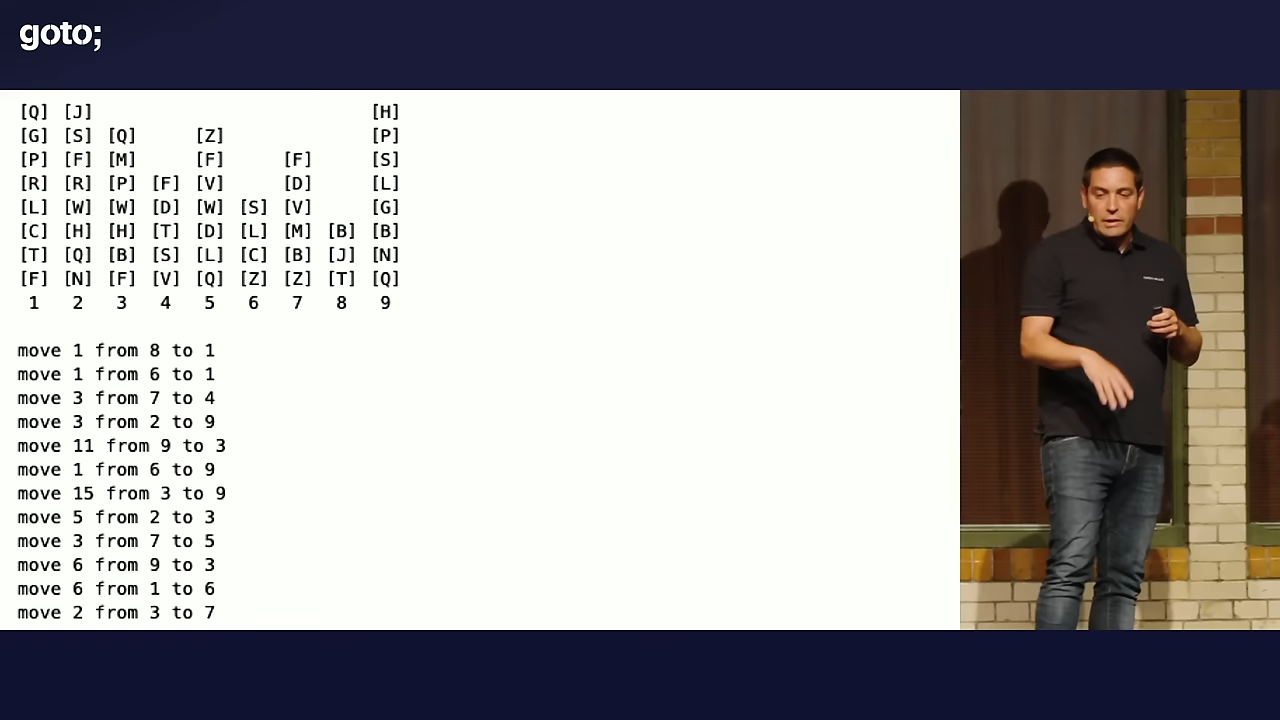 goto;
[Q] [J]                         [H]
[G] [S] [Q]     [Z]             [P]
[P] [F] [M]     [F]     [F]     [S]
[R] [R] [P] [F] [V]     [D]     [L]
[L] [W] [W] [D] [W] [S] [V]     [G]
[C] [H] [H] [T] [D] [L] [M] [B] [B]
[T] [Q] [B] [S] [L] [C] [B] [J] [N]
[F] [N] [F] [V] [Q] [Z] [Z] [T] [Q]
 1   2   3   4   5   6   7   8   9
move 1 from 8 to 1
move 1 from 6 to 1
move 3 from 7 to 4
move 3 from 2 to 9
move 11 from 9 to 3
move 1 from 6 to 9
move 15 from 3 to 9
move 5 from 2 to 3
move 3 from 7 to 5
move 6 from 9 to 3
move 6 from 1 to 6
move 2 from 3 to 7